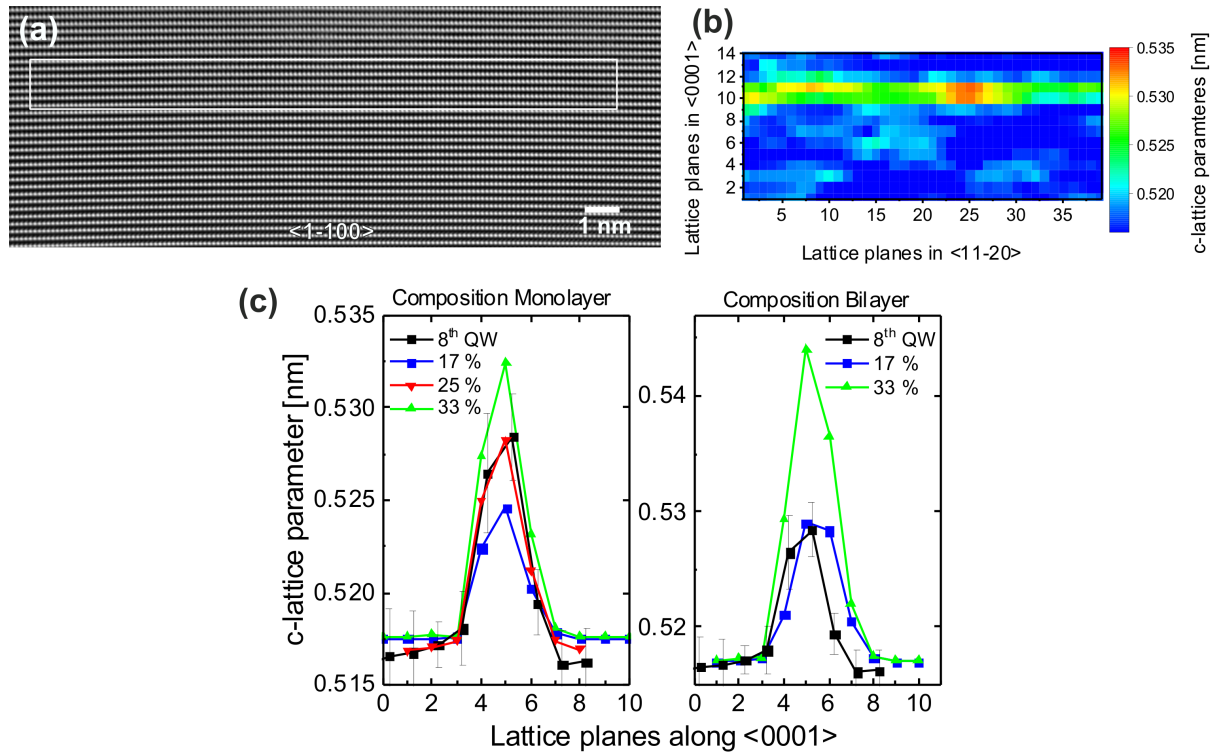 (a)
<1-100>
1 nm
(b)
Lattice planes in <0001>
14
12
10
8
6
4
2
5 10 15 20 25 30 35
Lattice planes in <11-20>
0.535
0.530
0.525
0.520
c-lattice paramteres [nm]
(c)
Composition Monolayer
8th QW
17 %
25 %
33 %
c-lattice parameter [nm]
0.535
0.530
0.525
0.520
0.515
0 2 4 6 8 10
Composition Bilayer
8th QW
17 %
33 %
0.54
0.53
0.52
0 2 4 6 8 10
Lattice planes along <0001>